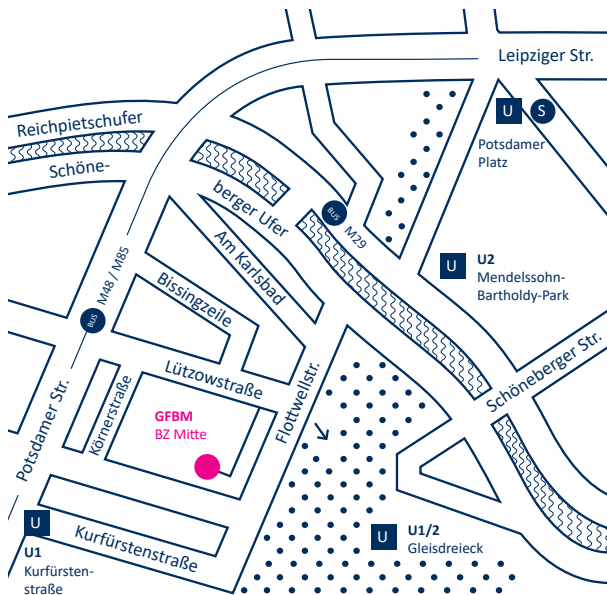 Leipziger Str.
U S
Potsdamer
Platz
Reichpietschufer
Schöne-
berger Ufer
BUS M29
U
U2
Mendelssohn-
Bartholdy-Park
Am Karlsbad
Bissingzeile
BUS M48 / M85
Schöneberger Str.
Lützowstraße
Flottwellstr.
Körnerstraße
Potsdamer Str.
GFBM
BZ Mitte
U
U1
Kurfürsten-
straße
Kurfürstenstraße
U
U1/2
Gleisdreieck